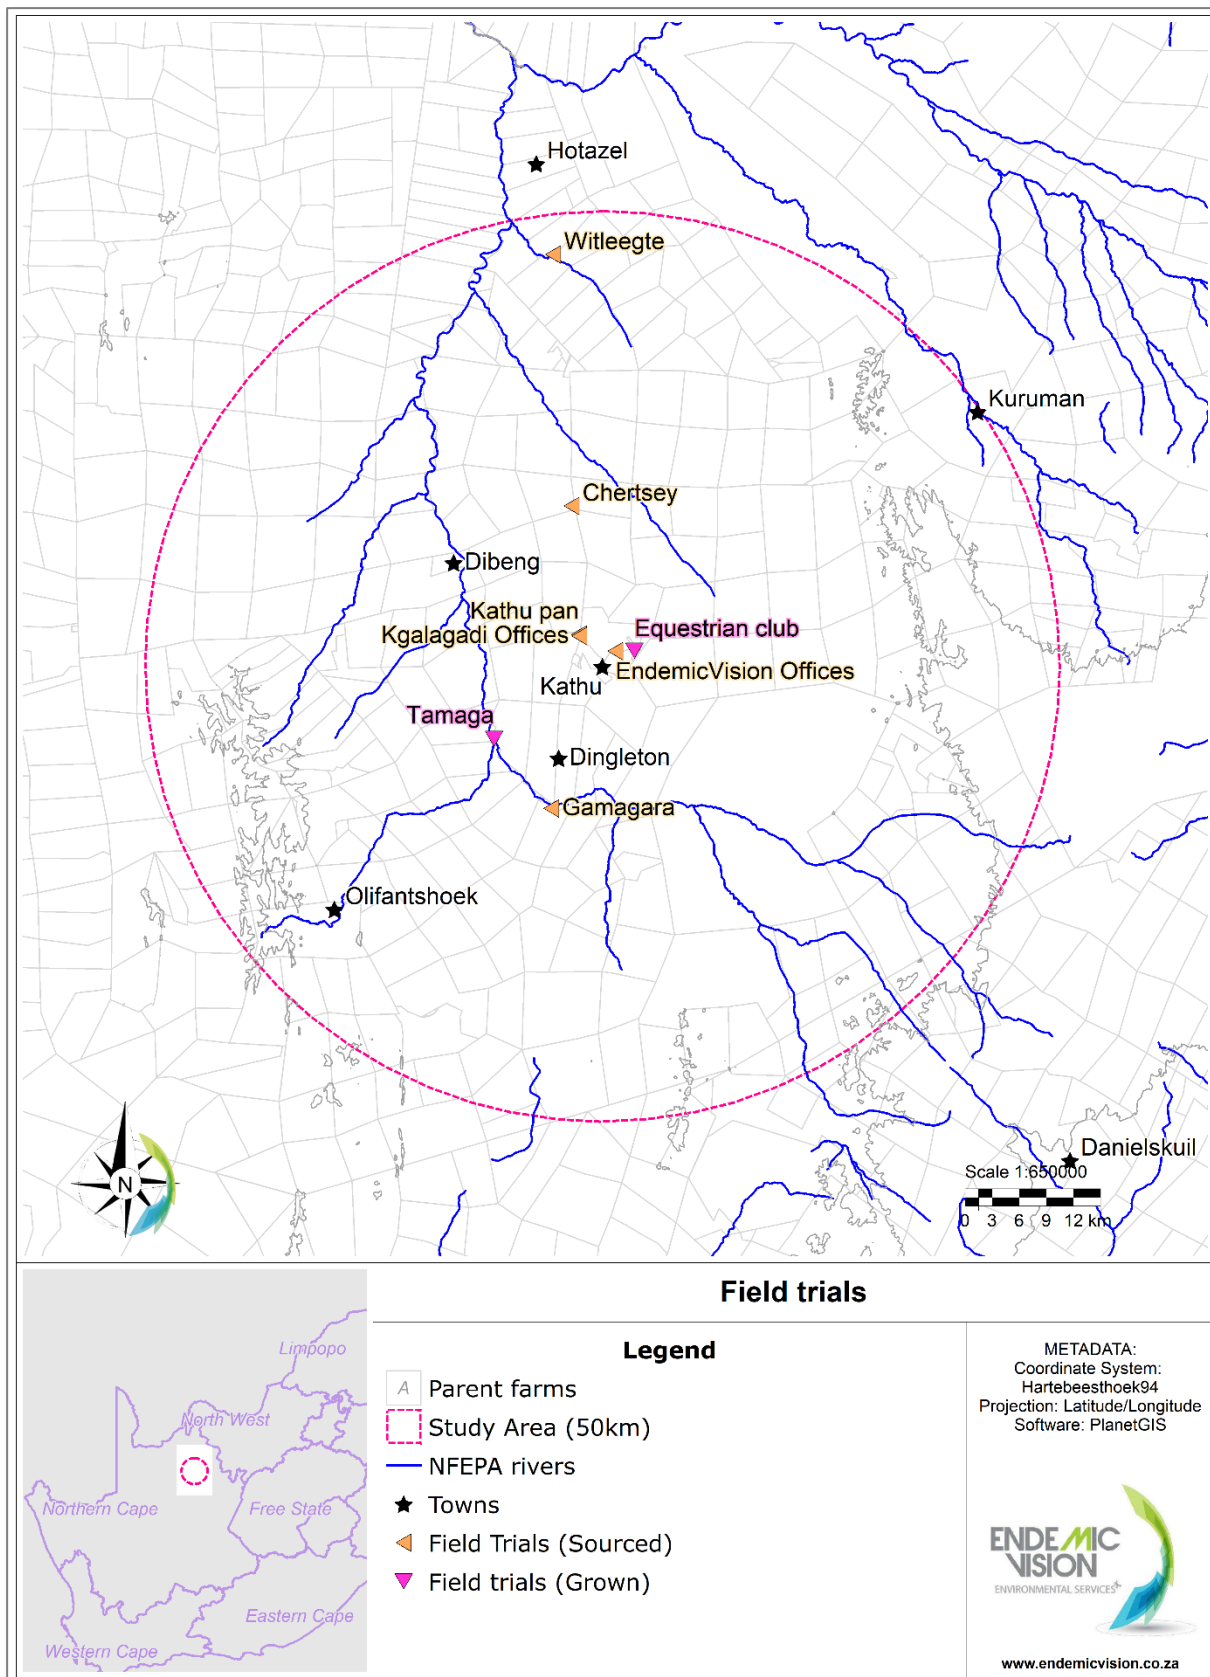 Hotazel
Witleegte
Kuruman
Chertsey
Dibeng
Kathu pan
Kgalagadi Offices
Equestrian club
EndemicVision Offices
Kathu
Tamaga
Dingleton
Gamagara
Olifantshoek
Danielskuil
Scale 1:650000
0 3 6 9 12 km
N
Field trials
Limpopo
North West
Northern Cape
Free State
Eastern Cape
Western Cape
Legend
A Parent farms
Study Area (50km)
NFEPA rivers
Towns
Field Trials (Sourced)
Field trials (Grown)
METADATA:
Coordinate System:
Hartebeesthoek94
Projection: Latitude/Longitude
Software: PlanetGIS
ENDEMIC
VISION
ENVIRONMENTAL SERVICES
www.endemicvision.co.za